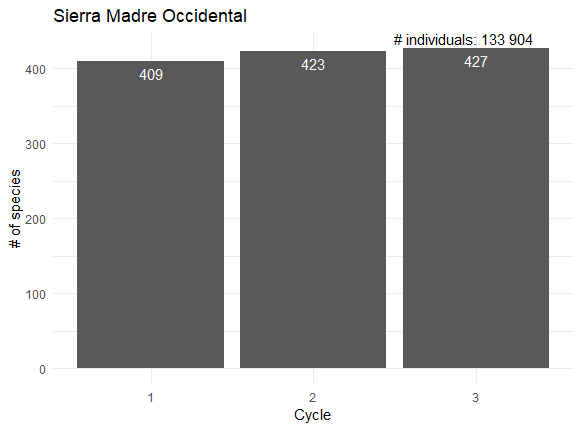 Sierra Madre Occidental
# individuals: 133 904
409
423
427
# of species
400
300
200
100
0
1
2
3
Cycle